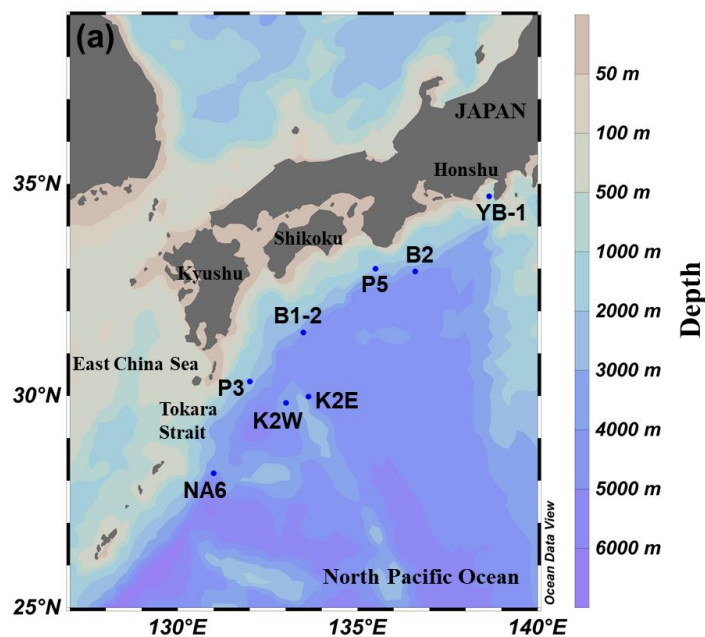 (a)
JAPAN
Honshu
YB-1
Shikoku
B2
Kyushu
P5
B1-2
East China Sea
P3
K2E
Tokara
Strait
K2W
NA6
North Pacific Ocean
35°N
30°N
25°N
130°E
135°E
140°E
Ocean Data View
50 m
100 m
500 m
1000 m
2000 m
3000 m
4000 m
5000 m
6000 m
Depth